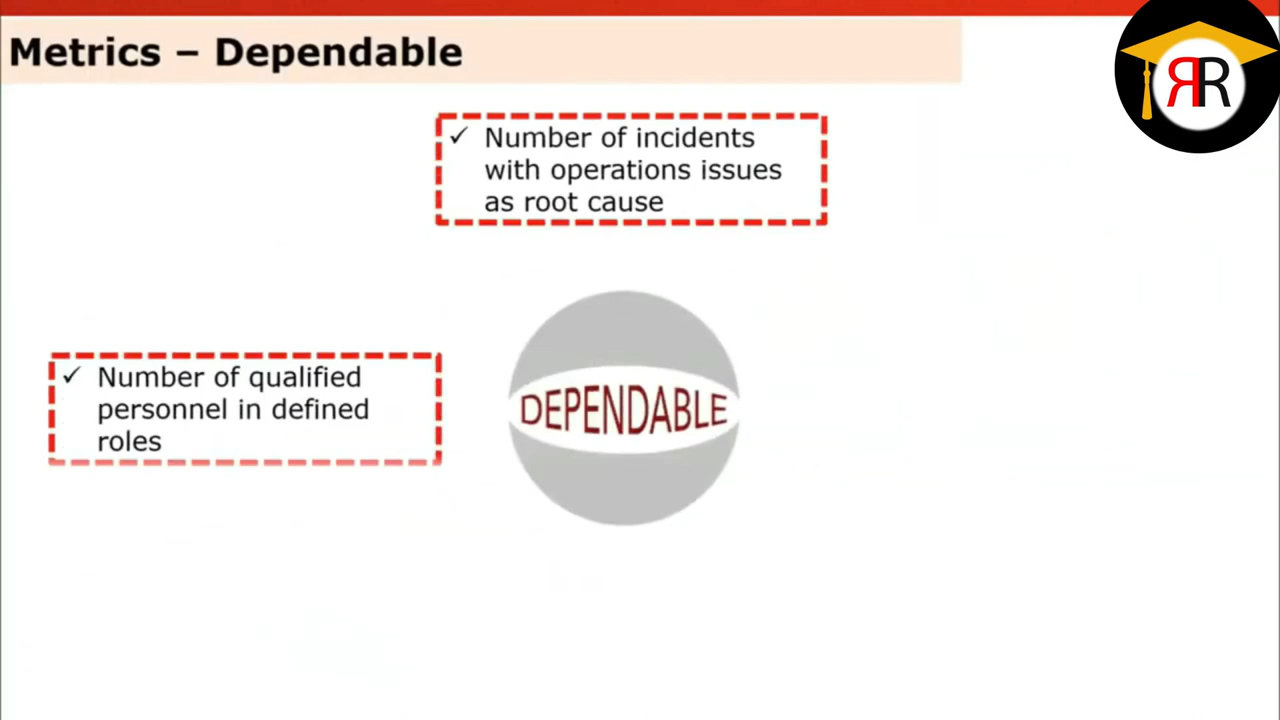 Metrics – Dependable
ЯR
✓ Number of incidents
with operations issues
as root cause
✓ Number of qualified
personnel in defined
roles
DEPENDABLE